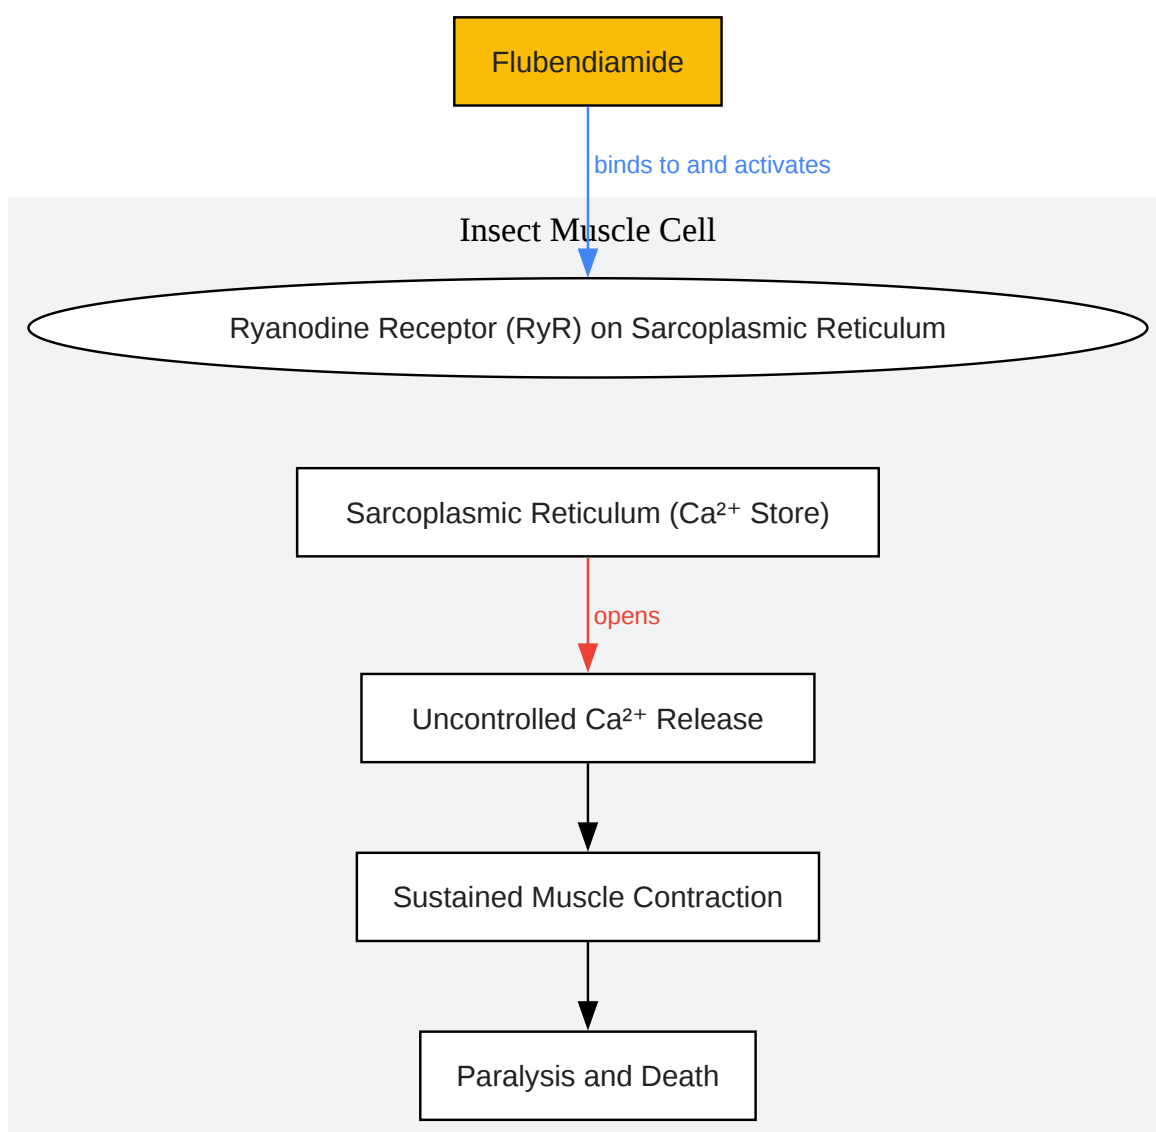 Flubendiamide
binds to and activates
Insect Muscle Cell
Ryanodine Receptor (RyR) on Sarcoplasmic Reticulum
Sarcoplasmic Reticulum (Ca²⁺ Store)
opens
Uncontrolled Ca²⁺ Release
Sustained Muscle Contraction
Paralysis and Death